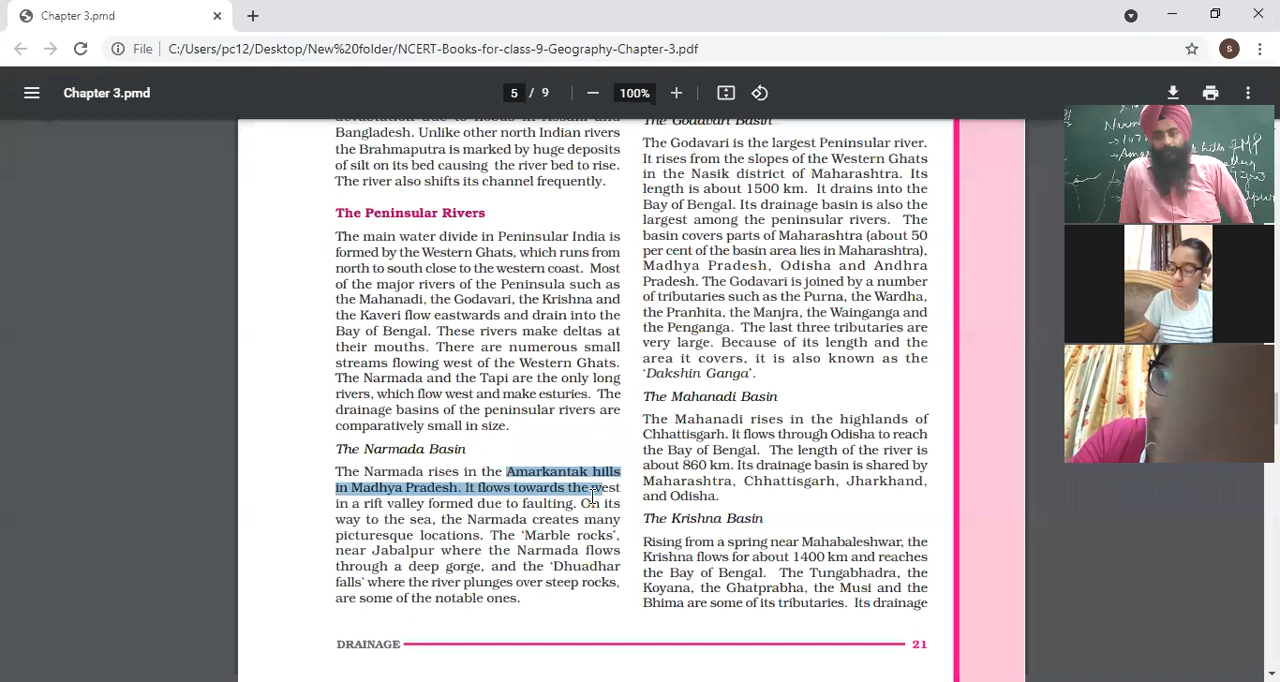 Chapter 3.pmd
File
C:/Users/pc12/Desktop/New%20folder/NCERT-Books-for-class-9-Geography-Chapter-3.pdf
S
Chapter 3.pmd
5 / 9
100%
devastation due to floods in Assam and
Bangladesh. Unlike other north Indian rivers
the Brahmaputra is marked by huge deposits
of silt on its bed causing the river bed to rise.
The river also shifts its channel frequently.
The Peninsular Rivers
The main water divide in Peninsular India is
formed by the Western Ghats, which runs from
north to south close to the western coast. Most
of the major rivers of the Peninsula such as
the Mahanadi, the Godavari, the Krishna and
the Kaveri flow eastwards and drain into the
Bay of Bengal. These rivers make deltas at
their mouths. There are numerous small
streams flowing west of the Western Ghats.
The Narmada and the Tapi are the only long
rivers, which flow west and make esturies. The
drainage basins of the peninsular rivers are
comparatively small in size.
The Narmada Basin
The Narmada rises in the Amarkantak hills
in Madhya Pradesh. It flows towards the west
in a rift valley formed due to faulting. On its
way to the sea, the Narmada creates many
picturesque locations. The 'Marble rocks',
near Jabalpur where the Narmada flows
through a deep gorge, and the 'Dhuadhar
falls' where the river plunges over steep rocks,
are some of the notable ones.
The Godavari Basin
The Godavari is the largest Peninsular river.
It rises from the slopes of the Western Ghats
in the Nasik district of Maharashtra. Its
length is about 1500 km. It drains into the
Bay of Bengal. Its drainage basin is also the
largest among the peninsular rivers. The
basin covers parts of Maharashtra (about 50
per cent of the basin area lies in Maharashtra),
Madhya Pradesh, Odisha and Andhra
Pradesh. The Godavari is joined by a number
of tributaries such as the Purna, the Wardha,
the Pranhita, the Manjra, the Wainganga and
the Penganga. The last three tributaries are
very large. Because of its length and the
area it covers, it is also known as the
'Dakshin Ganga'.
The Mahanadi Basin
The Mahanadi rises in the highlands of
Chhattisgarh. It flows through Odisha to reach
the Bay of Bengal. The length of the river is
about 860 km. Its drainage basin is shared by
Maharashtra, Chhattisgarh, Jharkhand,
and Odisha.
The Krishna Basin
Rising from a spring near Mahabaleshwar, the
Krishna flows for about 1400 km and reaches
the Bay of Bengal. The Tungabhadra, the
Koyana, the Ghatprabha, the Musi and the
Bhima are some of its tributaries. Its drainage
DRAINAGE
21
hills
MP